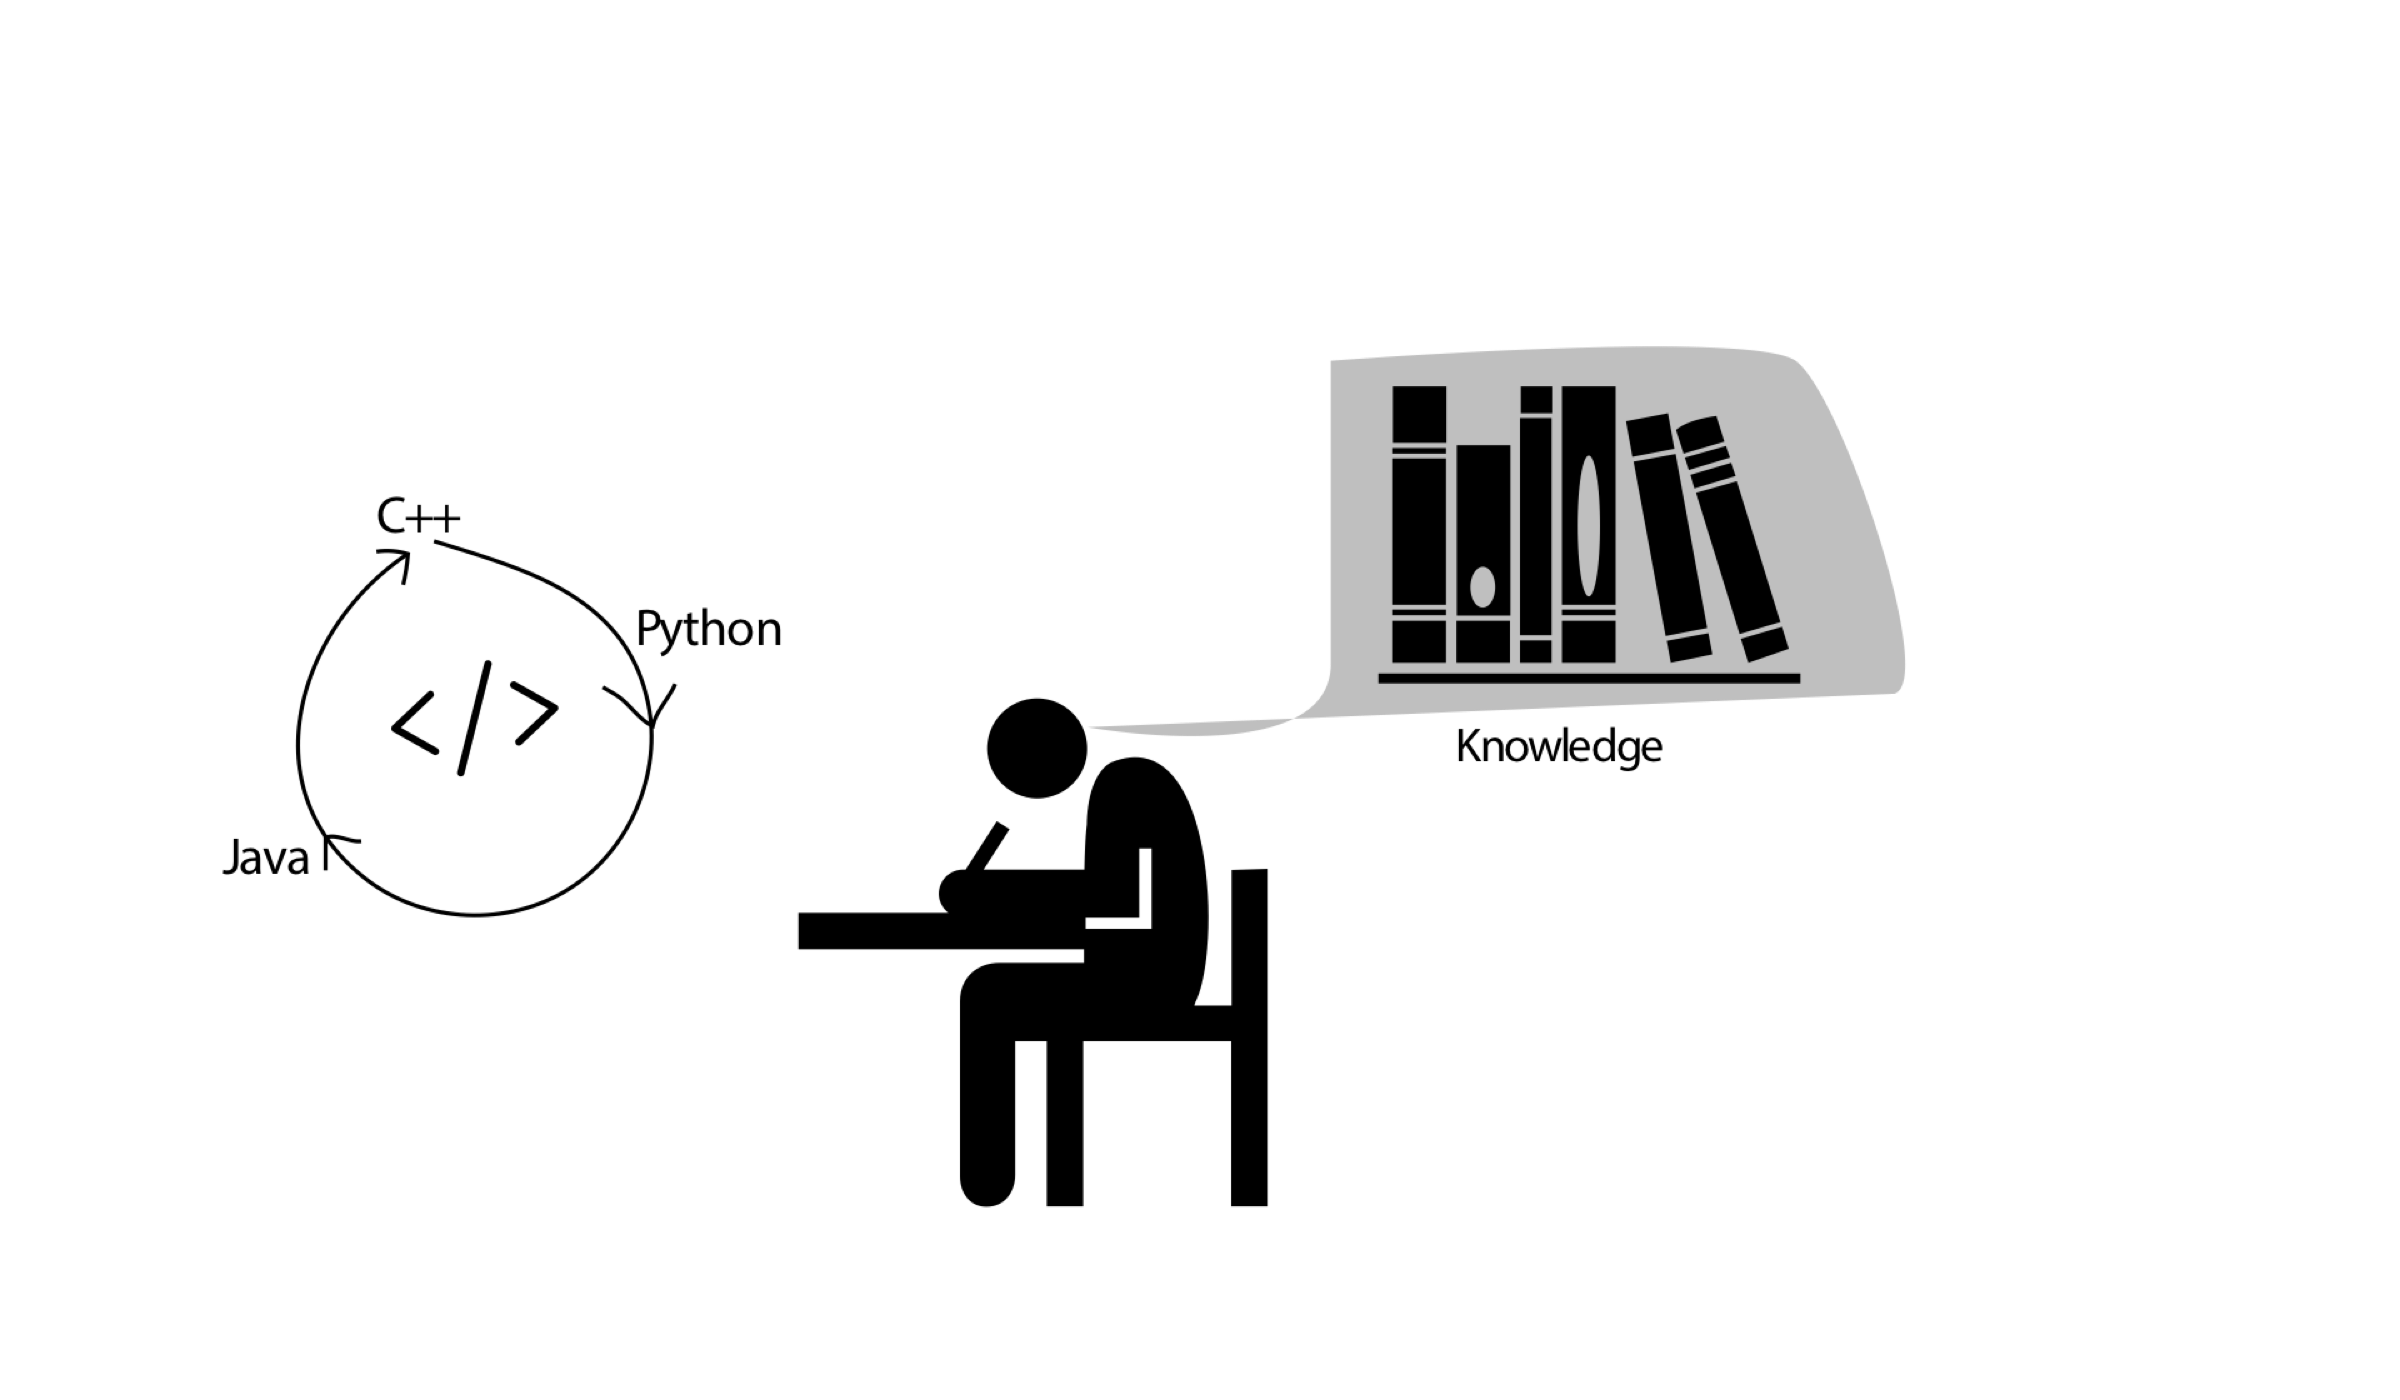 C++
Python
</>
Java
Knowledge